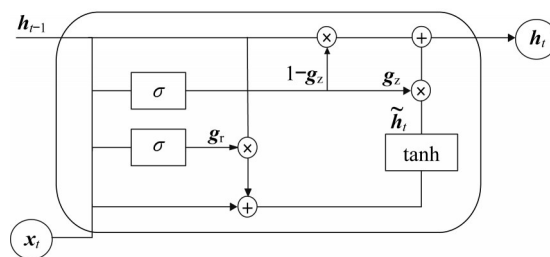 h_{t-1}
× + h_t
1−g_z g_z ×
σ
h̃_t
σ g_r × tanh
+
x_t